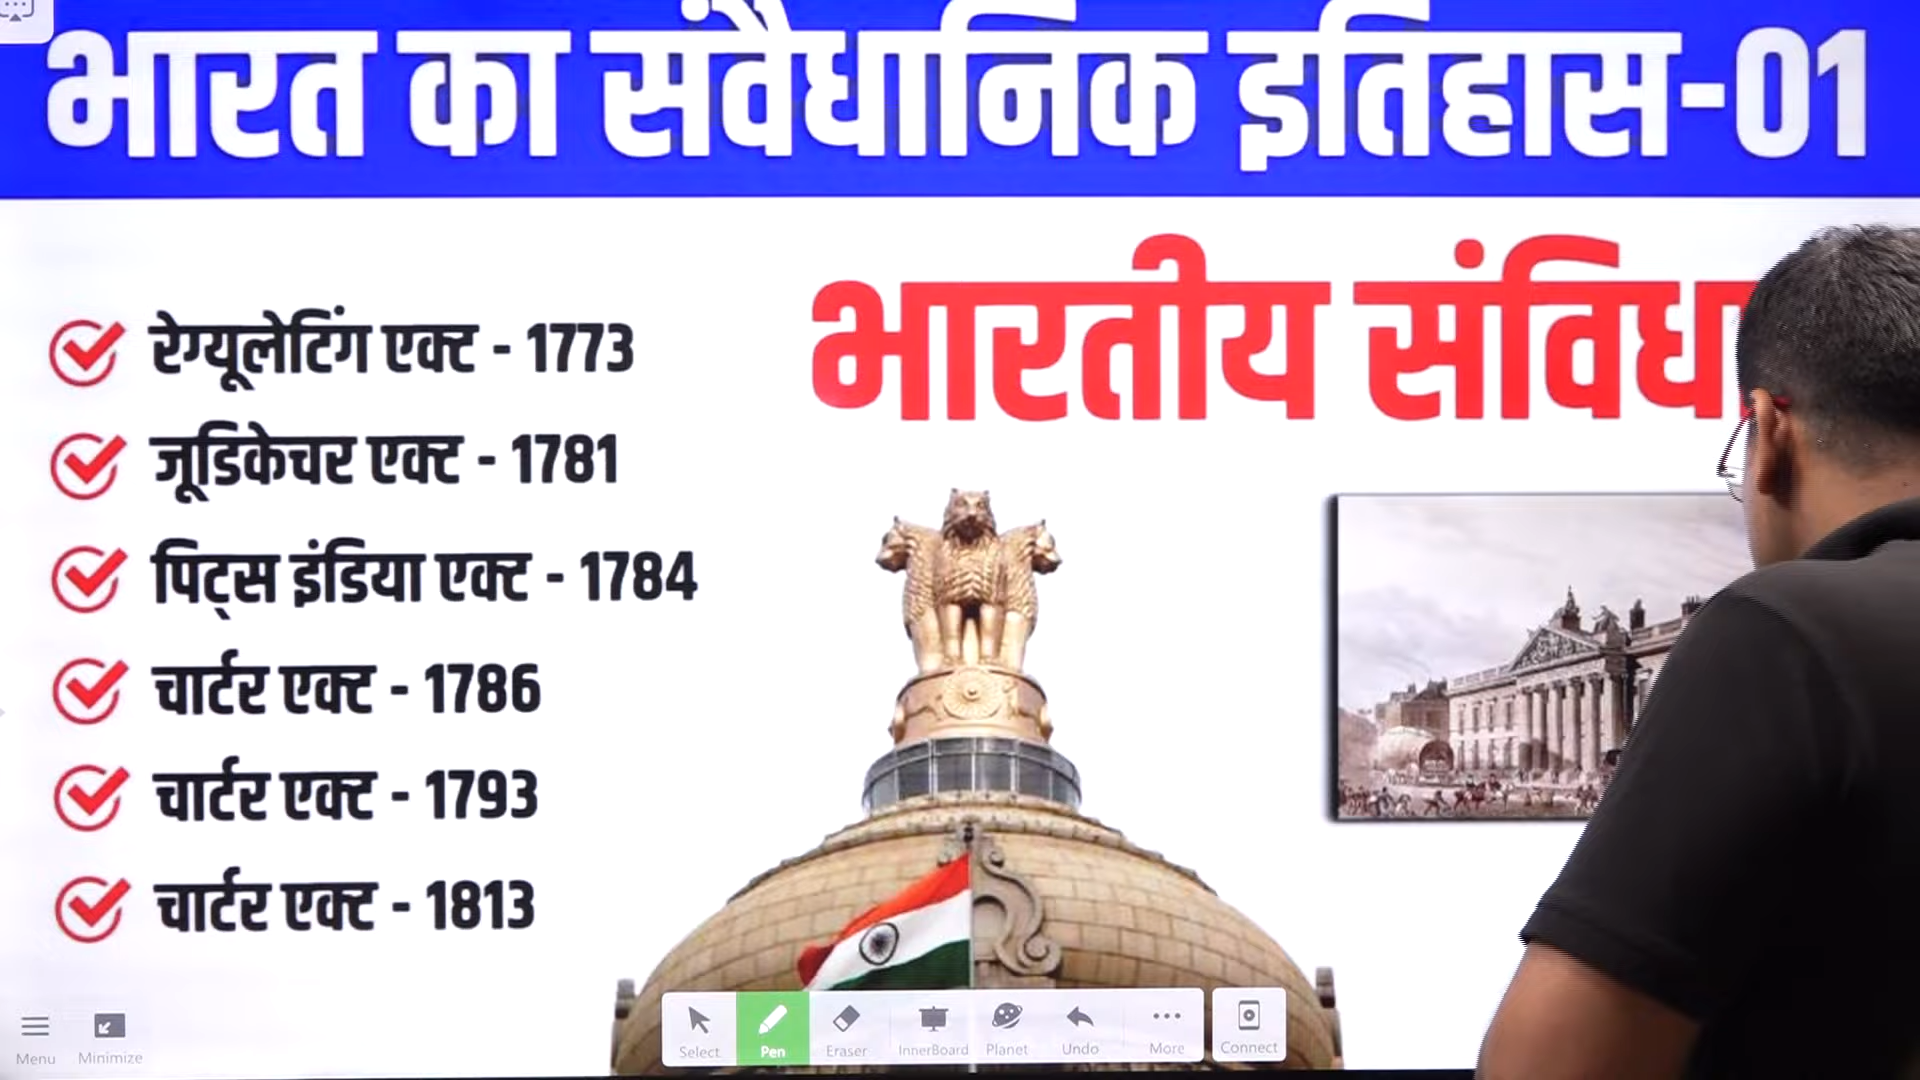 भारत का संवैधानिक इतिहास-01
भारतीय
रेग्यूलेटिंग एक्ट - 1773
जूडिकेचर एक्ट - 1781
पिट्स इंडिया एक्ट - 1784
चार्टर एक्ट - 1786
चार्टर एक्ट - 1793
चार्टर एक्ट - 1813
Menu
Minimize
Select
Pen
Eraser
InnerBoard
Planet
Undo
More
Connect